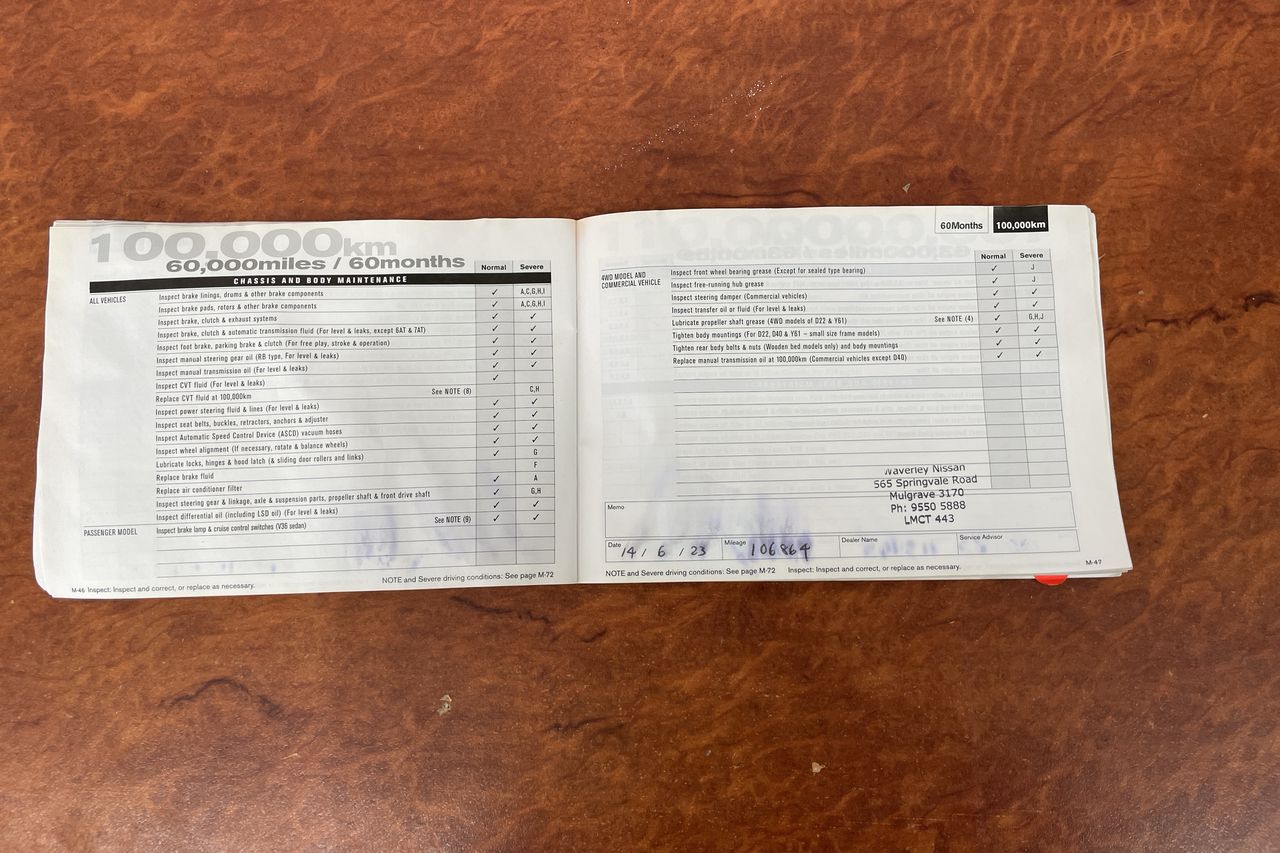 100,000km
60,000miles / 60months
Normal Severe
CHASSIS AND BODY MAINTENANCE
ALL VEHICLES
Inspect brake linings, drums & other brake components ✓ A,C,G,H,I
Inspect brake pads, rotors & other brake components ✓ A,C,G,H,I
Inspect brake, clutch & exhaust systems ✓ ✓
Inspect brake, clutch & automatic transmission fluid (For level & leaks, except 6AT & 7AT) ✓ ✓
Inspect foot brake, parking brake & clutch (For free play, stroke & operation) ✓ ✓
Inspect manual steering gear oil (RB type, For level & leaks) ✓ ✓
Inspect manual transmission oil (For level & leaks) ✓ ✓
Inspect CVT fluid (For level & leaks) ✓
Replace CVT fluid at 100,000km See NOTE (8) C,H
Inspect power steering fluid & lines (For level & leaks) ✓ ✓
Inspect seat belts, buckles, retractors, anchors & adjuster ✓ ✓
Inspect Automatic Speed Control Device (ASCD) vacuum hoses ✓ ✓
Inspect wheel alignment (If necessary, rotate & balance wheels) ✓ ✓
Lubricate locks, hinges & hood latch (& sliding door rollers and links) ✓ G
Replace brake fluid F
Replace air conditioner filter ✓ A
Inspect steering gear & linkage, axle & suspension parts, propeller shaft & front drive shaft ✓ G,H
Inspect differential oil (including LSD oil) (For level & leaks) ✓ ✓
PASSENGER MODEL
Inspect brake lamp & cruise control switches (V36 sedan) See NOTE (9) ✓ ✓
M-46 Inspect: Inspect and correct, or replace as necessary.
NOTE and Severe driving conditions: See page M-72
60Months 100,000km
Normal Severe
4WD MODEL AND
COMMERCIAL VEHICLE
Inspect front wheel bearing grease (Except for sealed type bearing) ✓ J
Inspect free-running hub grease ✓ J
Inspect steering damper (Commercial vehicles) ✓ ✓
Inspect transfer oil or fluid (For level & leaks) ✓ ✓
Lubricate propeller shaft grease (4WD models of D22 & Y61) See NOTE (4) ✓ G,H,J
Tighten body mountings (For D22, D40 & Y61 – small size frame models) ✓ ✓
Tighten rear body bolts & nuts (Wooden bed models only) and body mountings ✓ ✓
Replace manual transmission oil at 100,000km (Commercial vehicles except D40) ✓ ✓
Waverley Nissan
565 Springvale Road
Mulgrave 3170
Ph: 9550 5888
LMCT 443
Memo
Date 14 / 6 / 23 Mileage 106864 Dealer Name Service Advisor
NOTE and Severe driving conditions: See page M-72 Inspect: Inspect and correct, or replace as necessary.
M-47